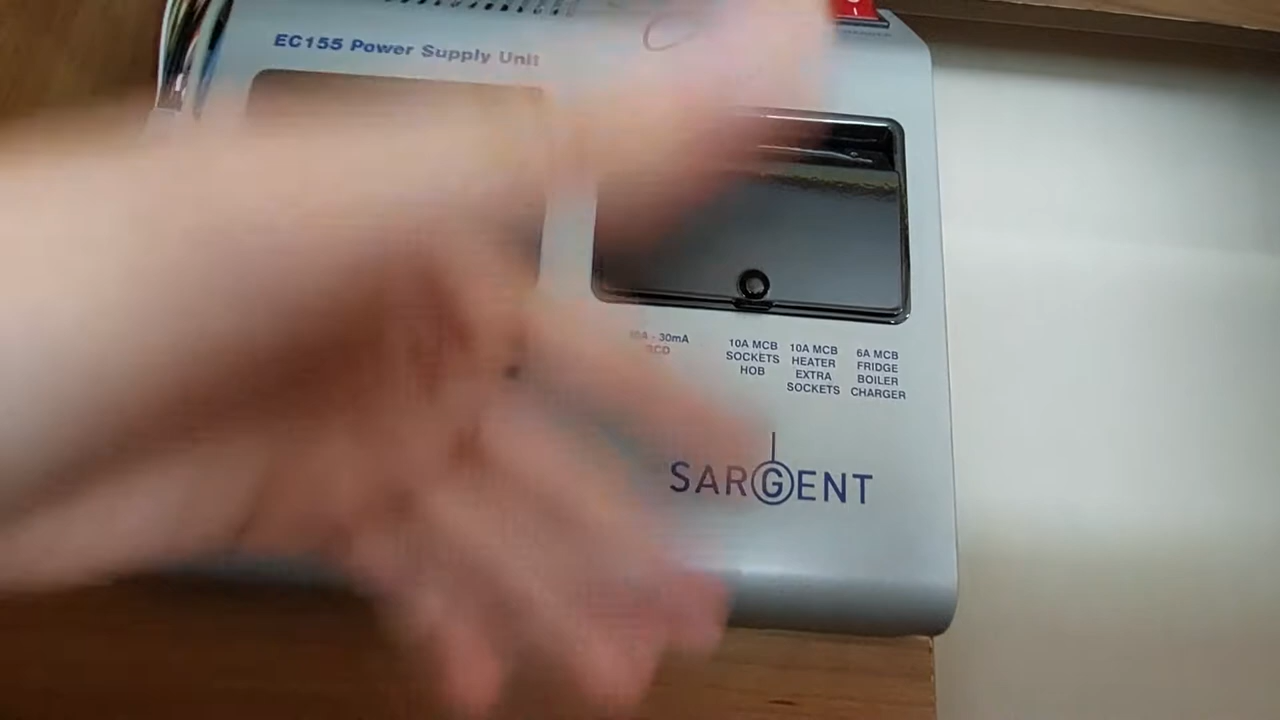 EC155 Power Supply Unit
30mA
10A MCB
SOCKETS
HOB
10A MCB
HEATER
EXTRA
SOCKETS
6A MCB
FRIDGE
BOILER
CHARGER
SARGENT